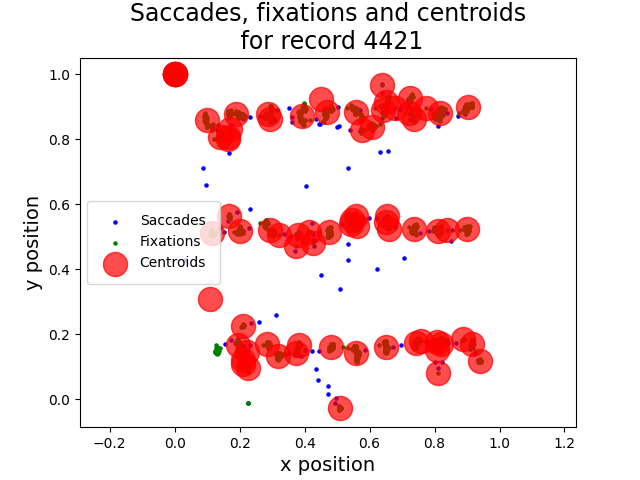 Saccades, fixations and centroids
for record 4421
1.0
0.8
0.6
0.4
0.2
0.0
y position
Saccades
Fixations
Centroids
−0.2
0.0
0.2
0.4
0.6
0.8
1.0
1.2
x position